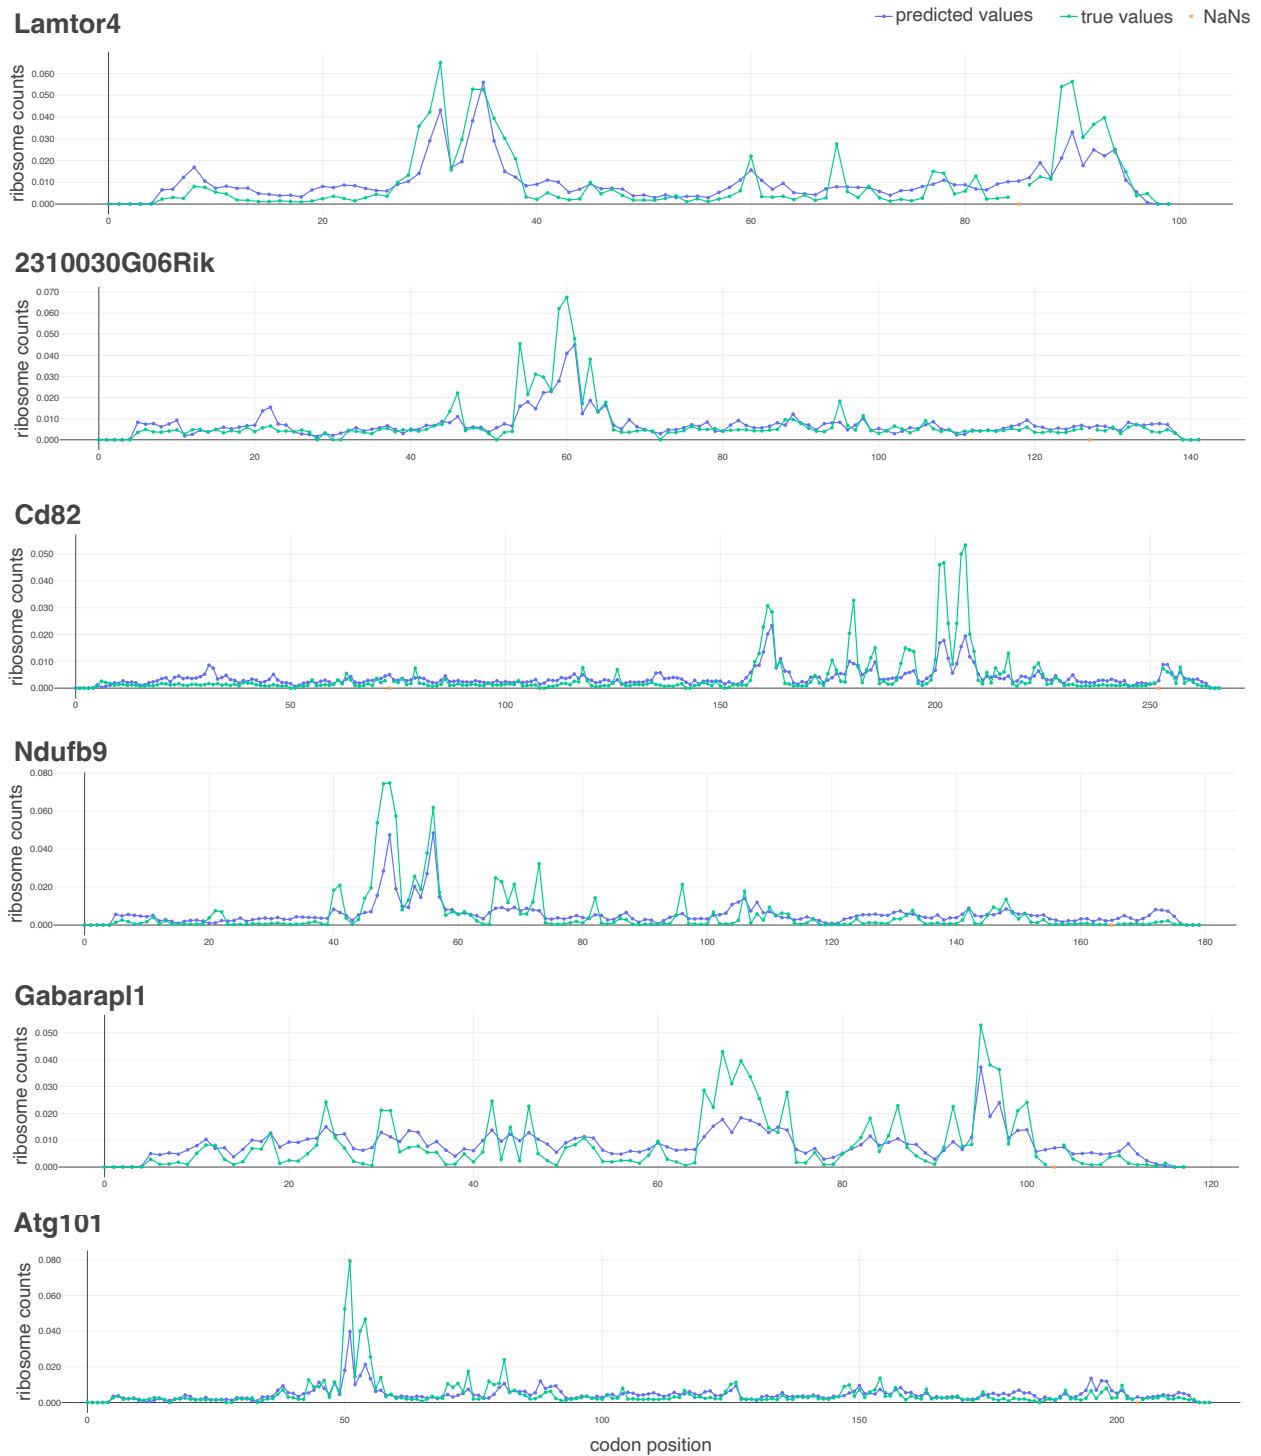 Lamtor4
predicted values true values NaNs
ribosome counts
0.060
0.050
0.040
0.030
0.020
0.010
0.000
0 20 40 60 80 100
2310030G06Rik
ribosome counts
0.070
0.060
0.050
0.040
0.030
0.020
0.010
0.000
0 20 40 60 80 100 120 140
Cd82
ribosome counts
0.050
0.040
0.030
0.020
0.010
0.000
50 100 150 200 250
0
Ndufb9
ribosome counts
0.080
0.060
0.040
0.020
0.000
0 20 40 60 80 100 120 140 160 180
Gabarapl1
ribosome counts
0.050
0.040
0.030
0.020
0.010
0.000
0 20 40 60 80 100 120
Atg101
ribosome counts
0.080
0.060
0.040
0.020
0.000
0 50 100 150 200
codon position